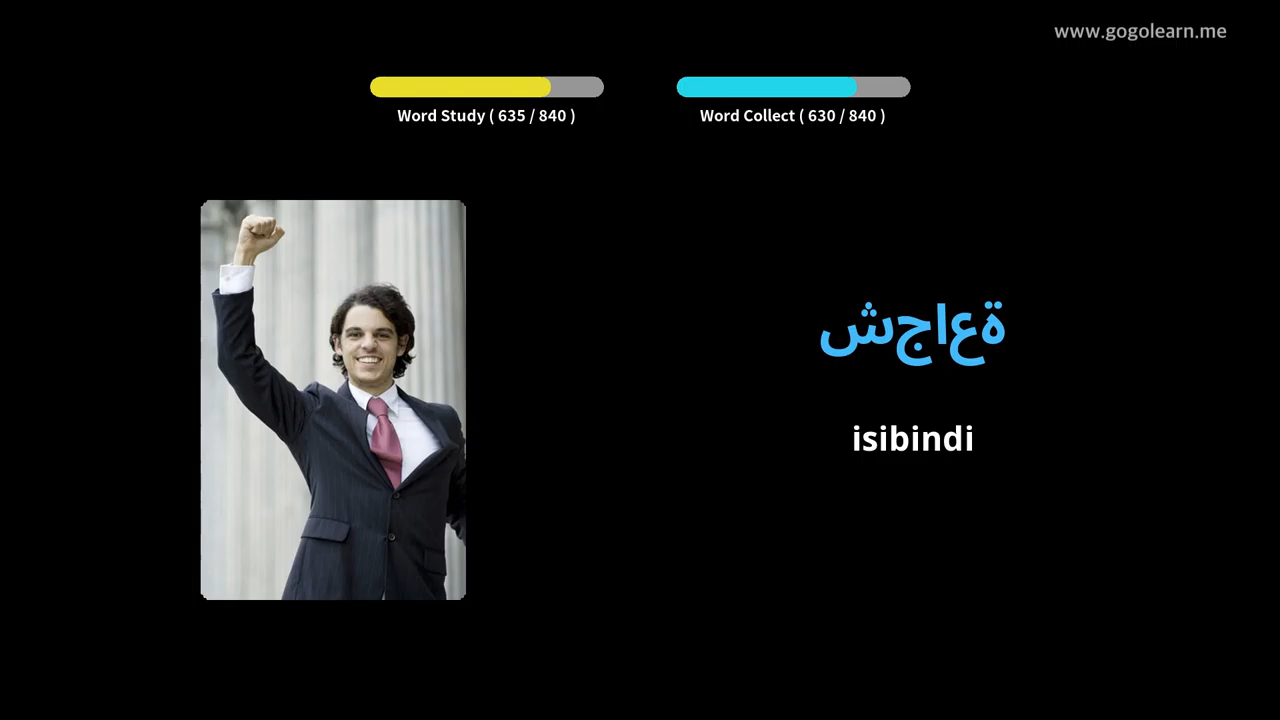 www.gogolearn.me
Word Study ( 635 / 840 )
Word Collect ( 630 / 840 )
شجاعة
isibindi